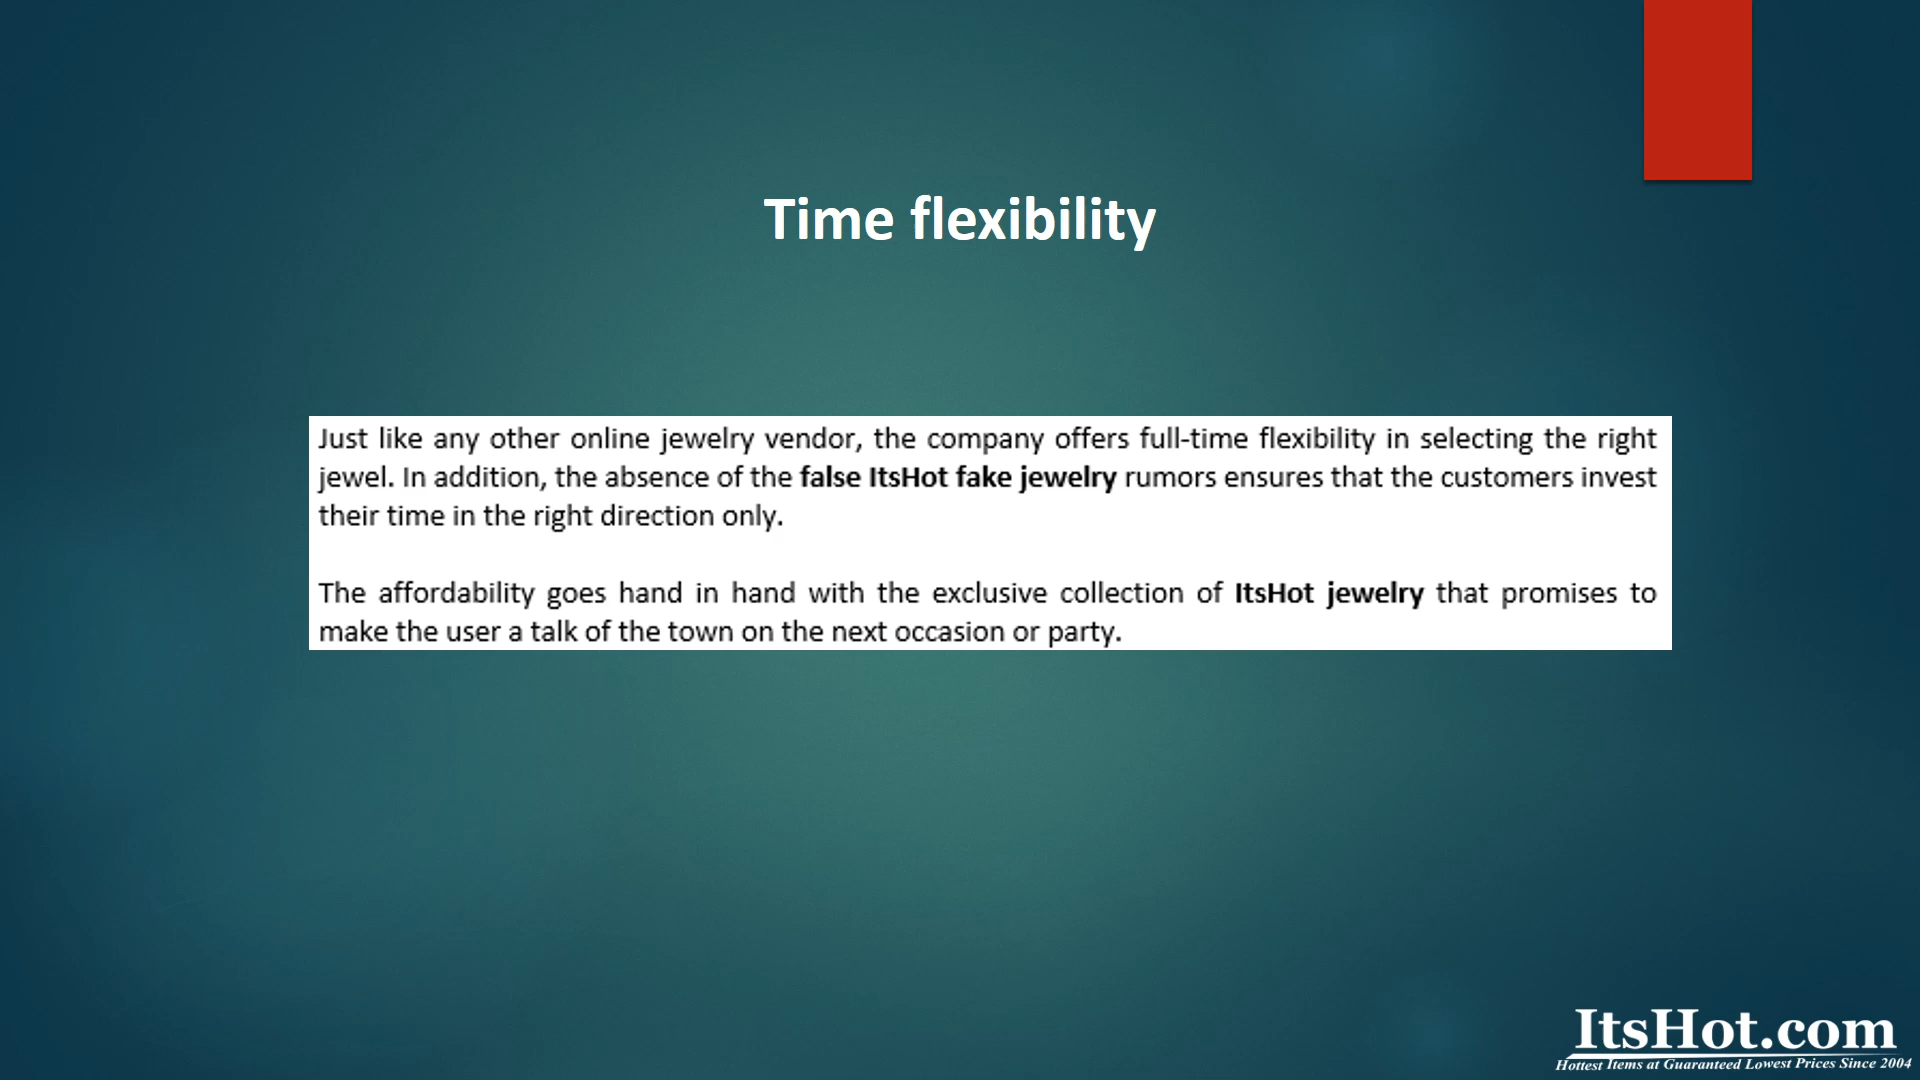 Time flexibility
Just like any other online jewelry vendor, the company offers full-time flexibility in selecting the right
jewel. In addition, the absence of the false ItsHot fake jewelry rumors ensures that the customers invest
their time in the right direction only.
The affordability goes hand in hand with the exclusive collection of ItsHot jewelry that promises to
make the user a talk of the town on the next occasion or party.
ItsHot.com
Hottest Items at Guaranteed Lowest Prices Since 2004